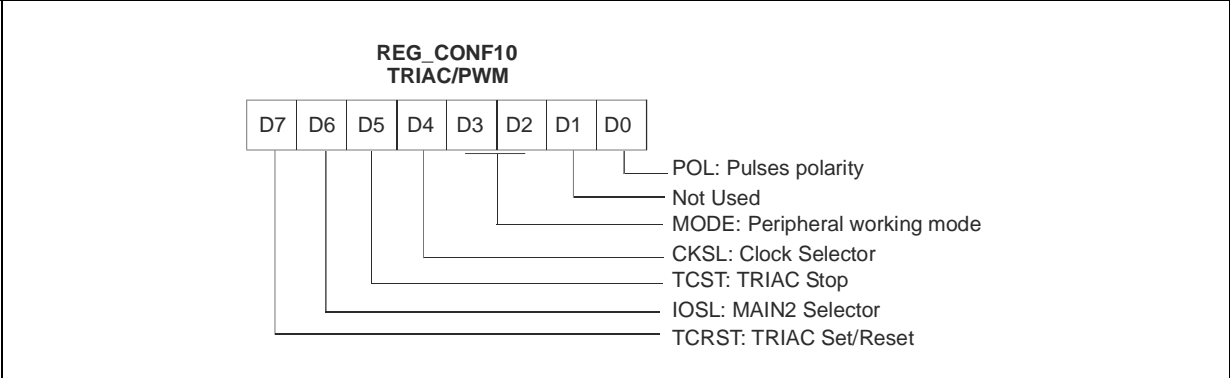 REG_CONF10
TRIAC/PWM
D7 D6 D5 D4 D3 D2 D1 D0
POL: Pulses polarity
Not Used
MODE: Peripheral working mode
CKSL: Clock Selector
TCST: TRIAC Stop
IOSL: MAIN2 Selector
TCRST: TRIAC Set/Reset